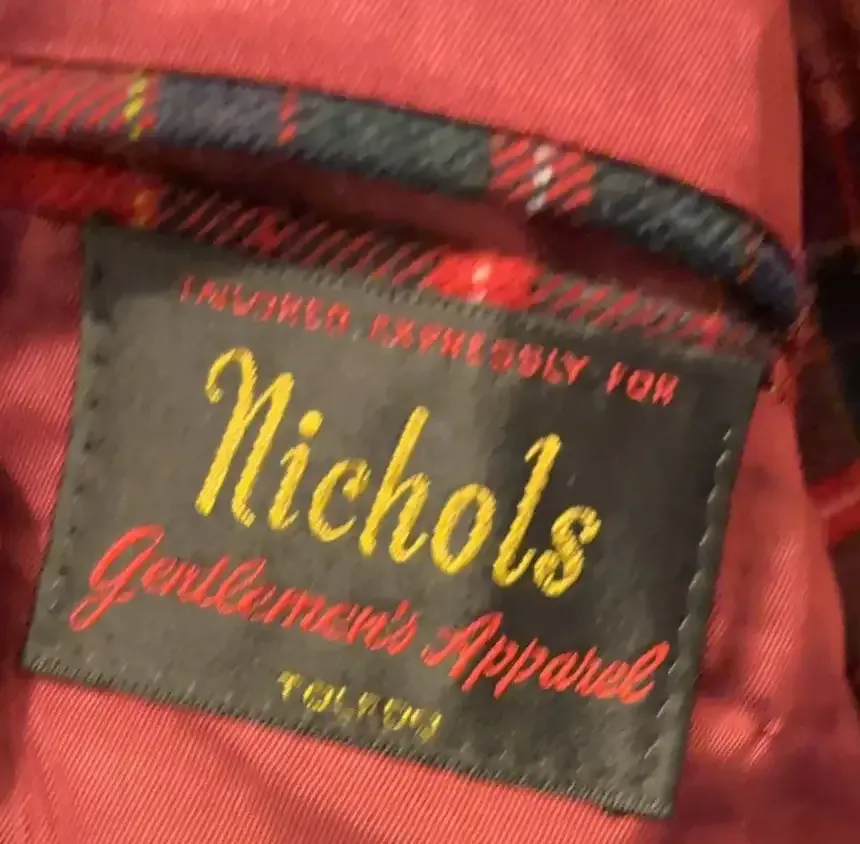 TAILORED EXPRESSLY FOR
Nichols
Gentlemen's Apparel
TOLEDO